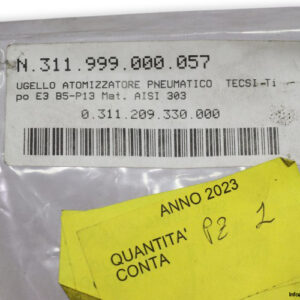 N.311.999.000.057
UGELLO ATOMIZZATORE PNEUMATICO TECSI-Ti
po E3 B5-P13 Mat. AISI 303
0.311.209.330.000
ANNO 2023
QUANTITA' PZ 1
CONTA